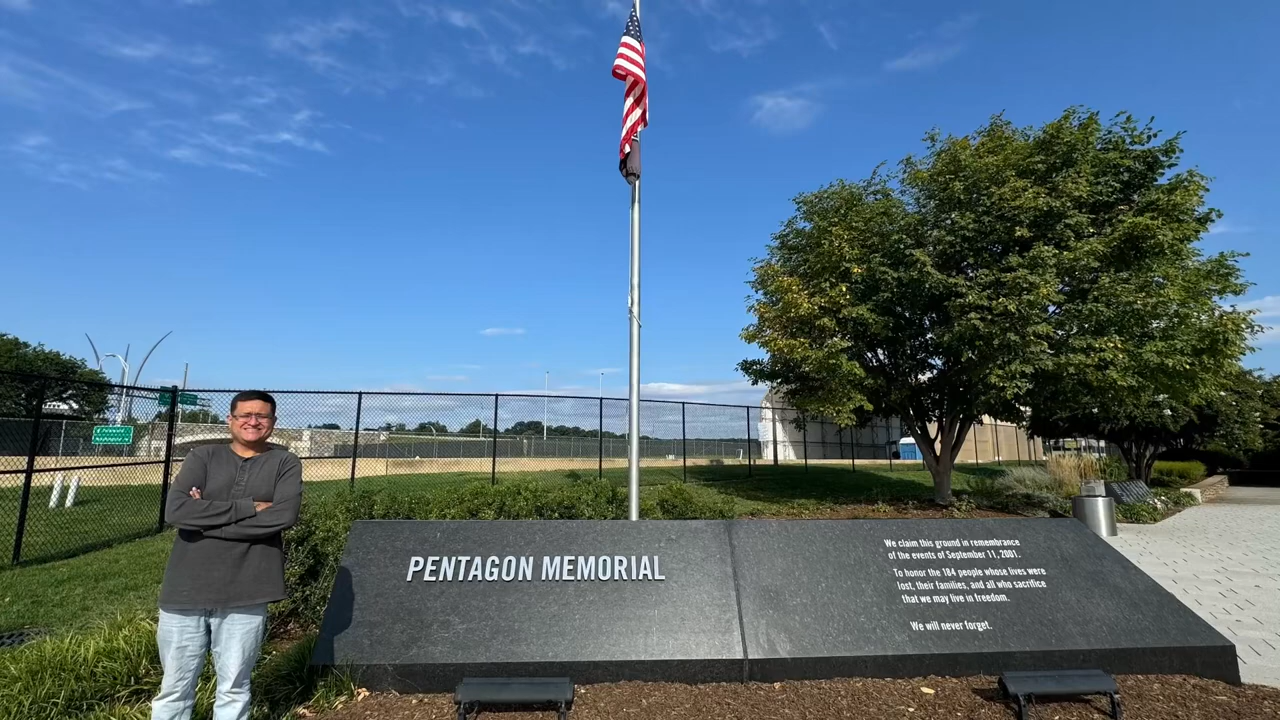 PENTAGON MEMORIAL
We claim this ground in remembrance
of the events of September 11, 2001.
To honor the 184 people whose lives were
lost, their families, and all who sacrifice
that we may live in freedom.
We will never forget.